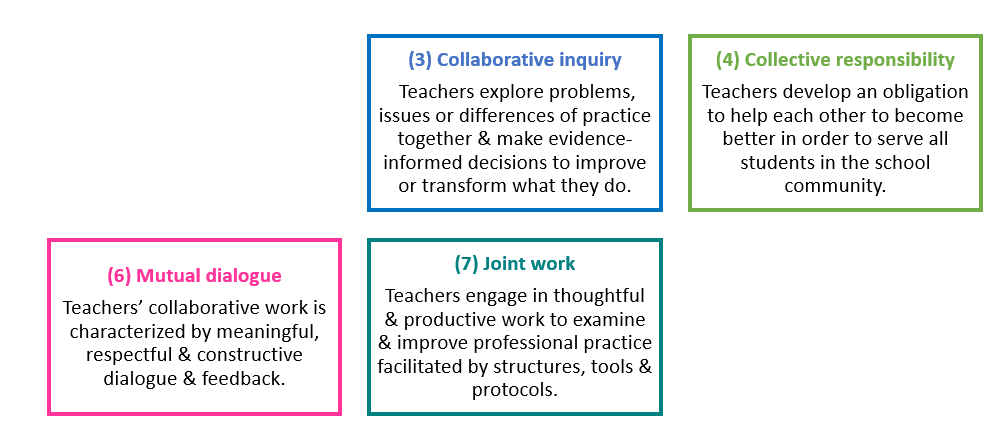 (3) Collaborative inquiry
Teachers explore problems,
issues or differences of practice
together & make evidence-
informed decisions to improve
or transform what they do.
(4) Collective responsibility
Teachers develop an obligation
to help each other to become
better in order to serve all
students in the school
community.
(6) Mutual dialogue
Teachers’ collaborative work is
characterized by meaningful,
respectful & constructive
dialogue & feedback.
(7) Joint work
Teachers engage in thoughtful
& productive work to examine
& improve professional practice
facilitated by structures, tools &
protocols.